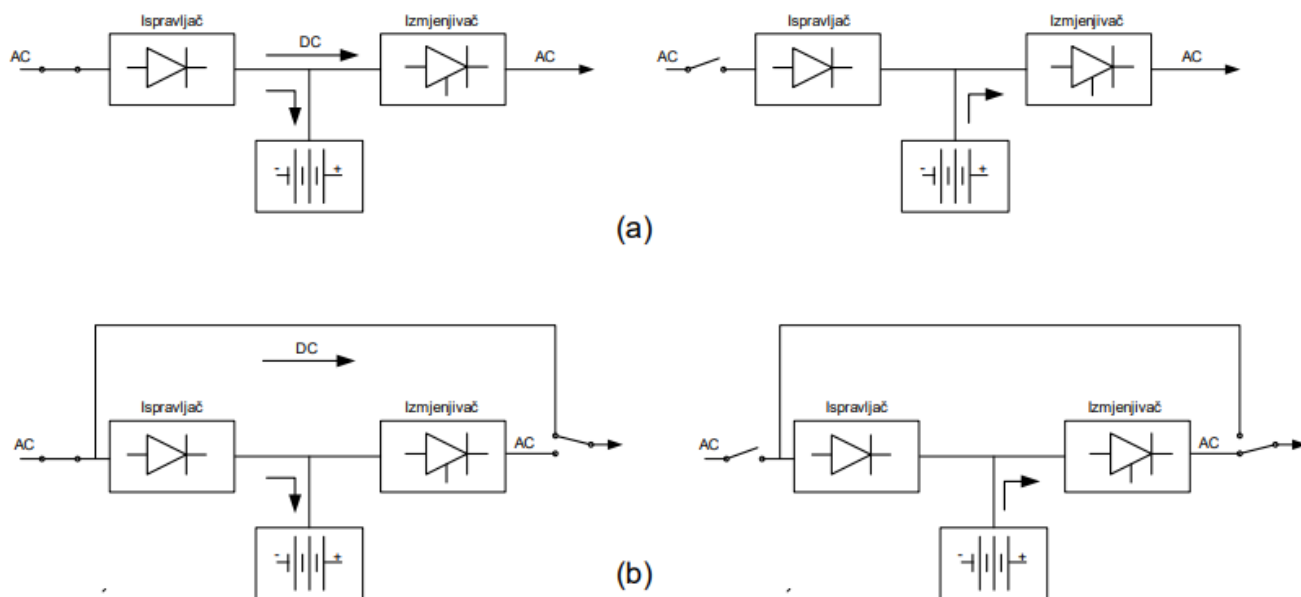 Ispravljač
Izmjenjivač
AC
DC
AC
- +
Ispravljač
Izmjenjivač
AC
AC
- +
(a)
DC
Ispravljač
Izmjenjivač
AC
AC
- +
Ispravljač
Izmjenjivač
AC
AC
- +
(b)